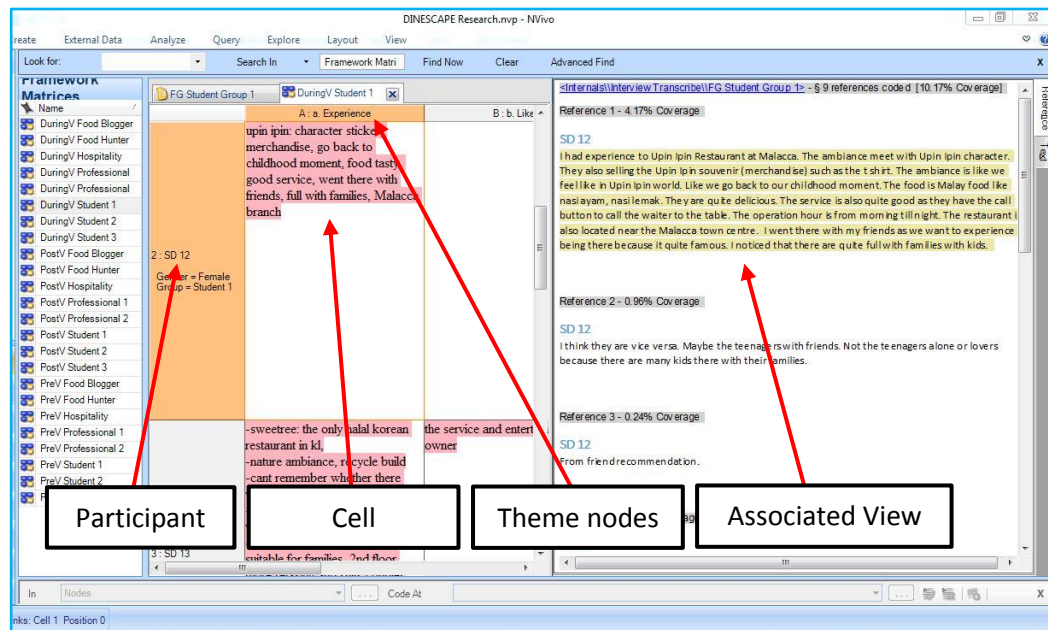 DINESCAPE Research.nvp - NVivo
reate External Data Analyze Query Explore Layout View
Look for: Search In Framework Matri Find Now Clear Advanced Find x
Framework
Matrices
Name
DuringV Food Blogger
DuringV Food Hunter
DuringV Hospitality
DuringV Professional
DuringV Professional
DuringV Student 1
DuringV Student 2
DuringV Student 3
PostV Food Blogger
PostV Food Hunter
PostV Hospitality
PostV Professional 1
PostV Professional 2
PostV Student 1
PostV Student 2
PostV Student 3
PreV Food Blogger
PreV Food Hunter
PreV Hospitality
PreV Professional 1
PreV Professional 2
PreV Student 1
PreV Student 2
FG Student Group 1 DuringV Student 1
A : a. Experience B : b. Like
2 : SD 12
Gender = Female
Group = Student 1
upin ipin: character sticke
merchandise, go back to
childhood moment, food tasty
good service, went there with
friends, full with families, Malacca
branch
-sweetree: the only halal korean
restaurant in kl,
-nature ambiance, recycle build
-cant remember whether there
suitable for families, 2nd floor
the service and entert
owner
3 : SD 13
<Internals\\Interview Transcribe\\FG Student Group 1> - § 9 references coded [10.17% Coverage]
Reference 1 - 4.17% Coverage
SD 12
I had experience to Upin Ipin Restaurant at Malacca. The ambiance meet with Upin Ipin character.
They also selling the Upin Ipin souvenir (merchandise) such as the t shirt. The ambiance is like we
feel like in Upin Ipin world. Like we go back to our childhood moment. The food is Malay food like
nasi ayam, nasi lemak. They are quite delicious. The service is also quite good as they have the call
button to call the waiter to the table. The operation hour is from morning till night. The restaurant i
also located near the Malacca town centre. I went there with my friends as we want to experience
being there because it quite famous. I noticed that there are quite full with families with kids.
Reference 2 - 0.96% Coverage
SD 12
I think they are vice versa. Maybe the teenagers with friends. Not the teenagers alone or lovers
because there are many kids there with their families.
Reference 3 - 0.24% Coverage
SD 12
From friend recommendation.
Reference
Text
Participant
Cell
Theme nodes
Associated View
In Nodes ... Code At ... X
nks: Cell 1 Position 0